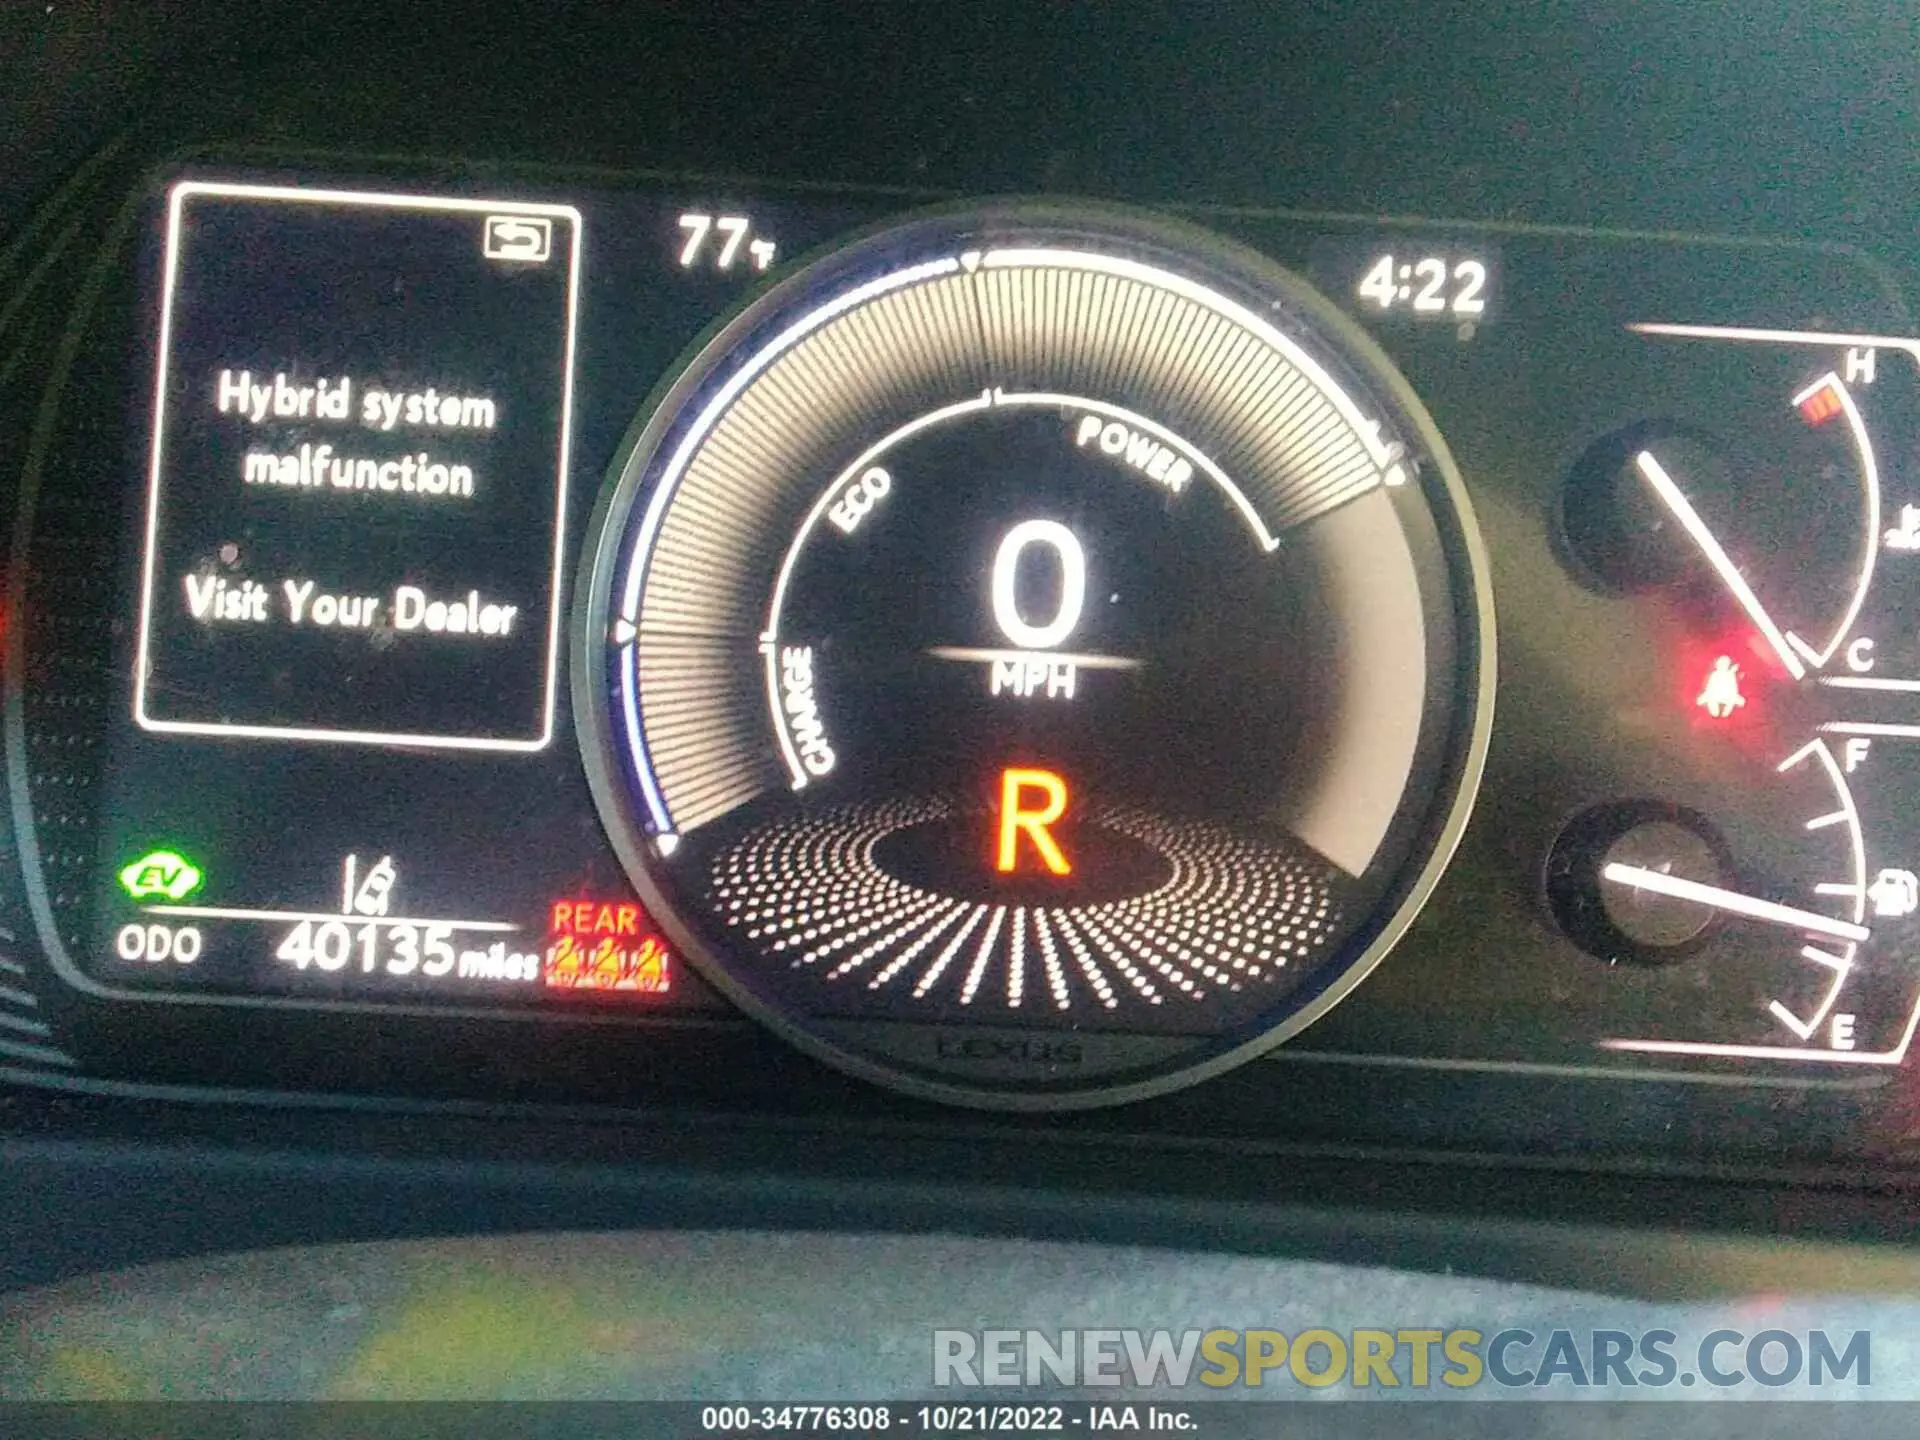 77°F
4:22
Hybrid system
malfunction
Visit Your Dealer
ECO
POWER
CHARGE
0
MPH
R
H
C
F
E
EV
ODO 40135 miles
REAR
LEXUS
RENEWSPORTSCARS.COM
000-34776308 - 10/21/2022 - IAA Inc.